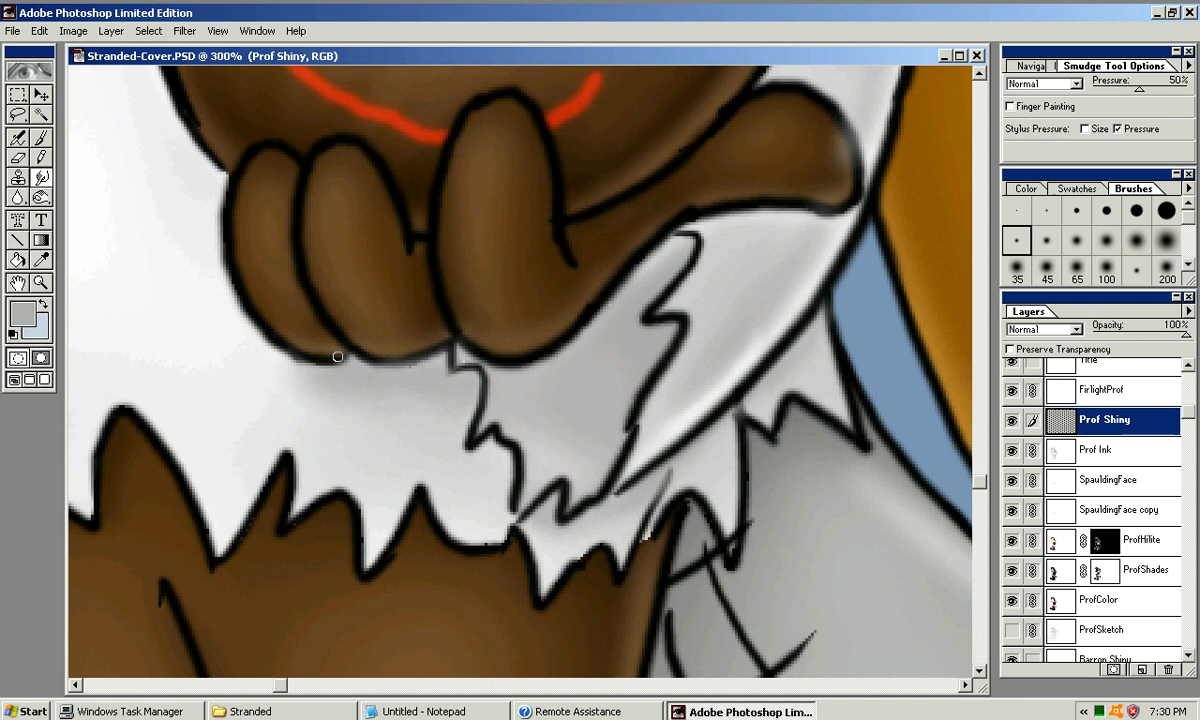 Adobe Photoshop Limited Edition
File Edit Image Layer Select Filter View Window Help
Stranded-Cover.PSD @ 300% (Prof Shiny, RGB)
Naviga Smudge Tool Options
Normal Pressure: 50%
Finger Painting
Stylus Pressure: Size Pressure
Color Swatches Brushes
35 45 65 100 200
Layers
Normal Opacity: 100%
Preserve Transparency
Title
FirlightProf
Prof Shiny
Prof Ink
SpauldingFace
SpauldingFace copy
ProfHilite
ProfShades
ProfColor
ProfSketch
Barron Shiny
Start Windows Task Manager Stranded Untitled - Notepad Remote Assistance Adobe Photoshop Lim... « 7:30 PM